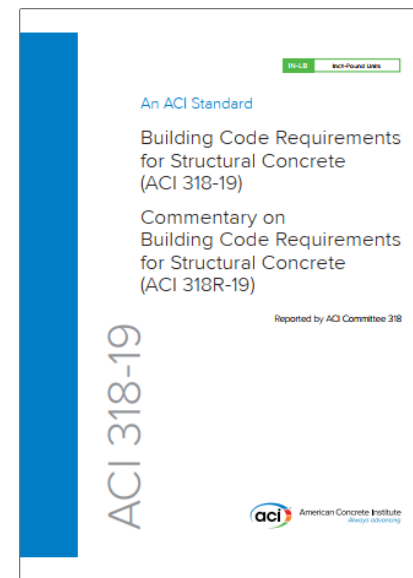 IN-LB Inch-Pound Units
An ACI Standard
Building Code Requirements
for Structural Concrete
(ACI 318-19)
Commentary on
Building Code Requirements
for Structural Concrete
(ACI 318R-19)
Reported by ACI Committee 318
ACI 318-19
aci American Concrete Institute
Always advancing